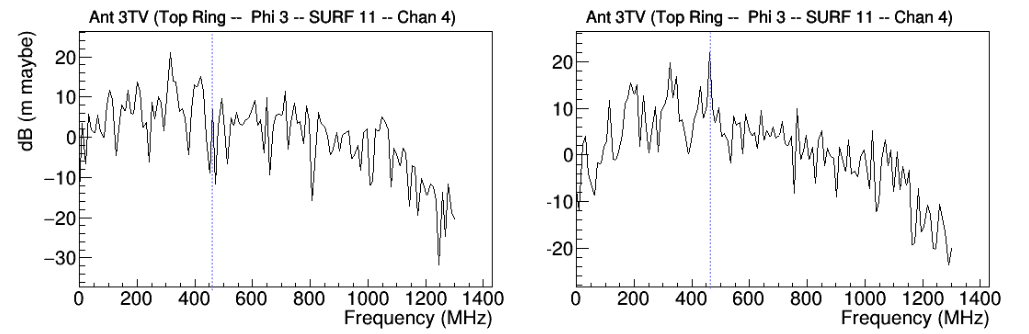 Ant 3TV (Top Ring -- Phi 3 -- SURF 11 -- Chan 4)
dB (m maybe)
20
10
0
−10
−20
−30
0 200 400 600 800 1000 1200 1400
Frequency (MHz)
Ant 3TV (Top Ring -- Phi 3 -- SURF 11 -- Chan 4)
20
10
0
-10
-20
0 200 400 600 800 1000 1200 1400
Frequency (MHz)